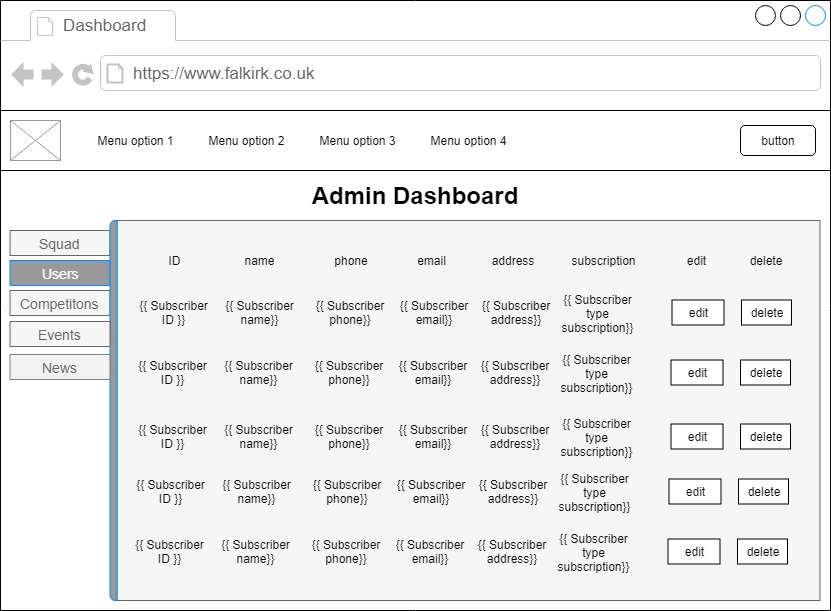 Dashboard
https://www.falkirk.co.uk
Menu option 1 Menu option 2 Menu option 3 Menu option 4 button
Admin Dashboard
Squad
Users
Competitons
Events
News
ID name phone email address subscription edit delete
{{ Subscriber ID }} {{ Subscriber name}} {{ Subscriber phone}} {{ Subscriber email}} {{ Subscriber address}} {{ Subscriber type subscription}} edit delete
{{ Subscriber ID }} {{ Subscriber name}} {{ Subscriber phone}} {{ Subscriber email}} {{ Subscriber address}} {{ Subscriber type subscription}} edit delete
{{ Subscriber ID }} {{ Subscriber name}} {{ Subscriber phone}} {{ Subscriber email}} {{ Subscriber address}} {{ Subscriber type subscription}} edit delete
{{ Subscriber ID }} {{ Subscriber name}} {{ Subscriber phone}} {{ Subscriber email}} {{ Subscriber address}} {{ Subscriber type subscription}} edit delete
{{ Subscriber ID }} {{ Subscriber name}} {{ Subscriber phone}} {{ Subscriber email}} {{ Subscriber address}} {{ Subscriber type subscription}} edit delete